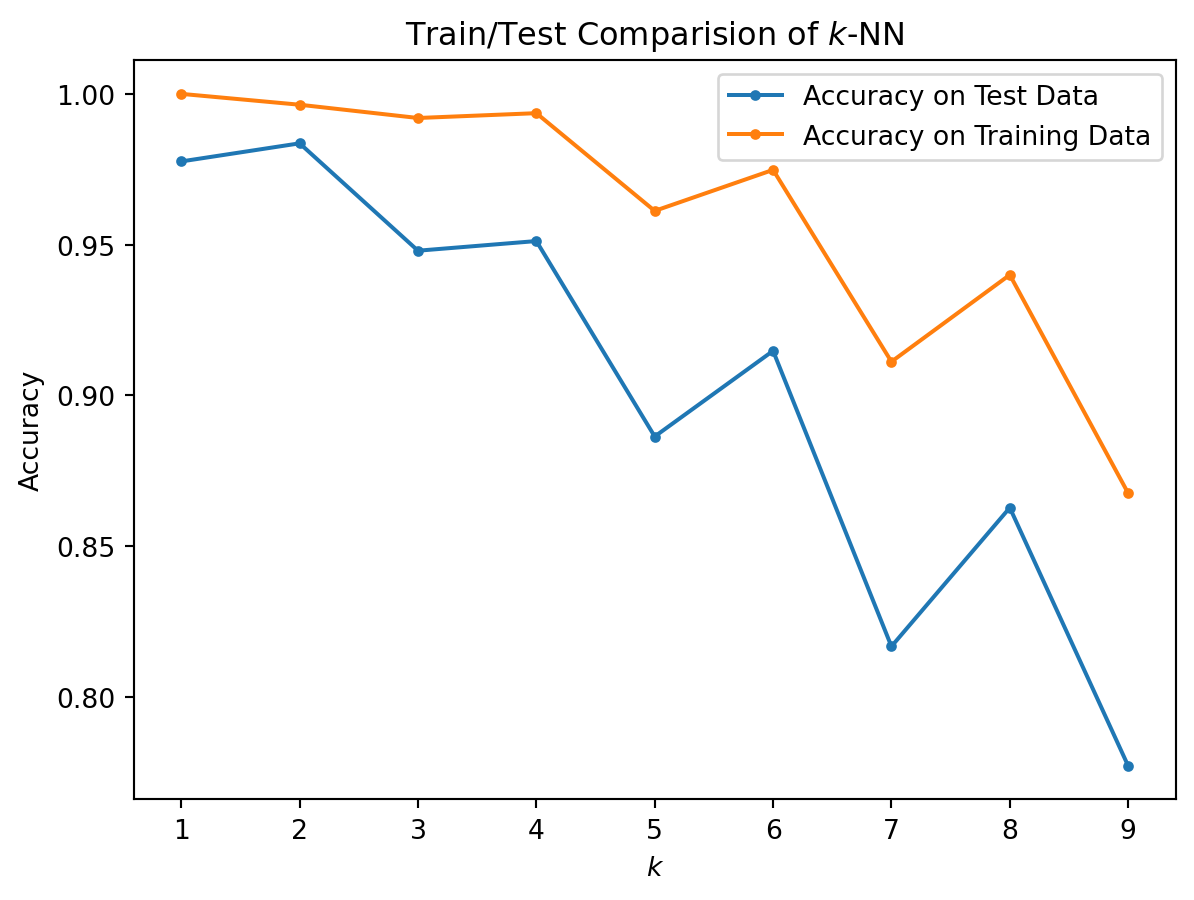 Train/Test Comparision of k-NN
Accuracy on Test Data
Accuracy on Training Data
1.00
0.95
0.90
0.85
0.80
Accuracy
1 2 3 4 5 6 7 8 9
k